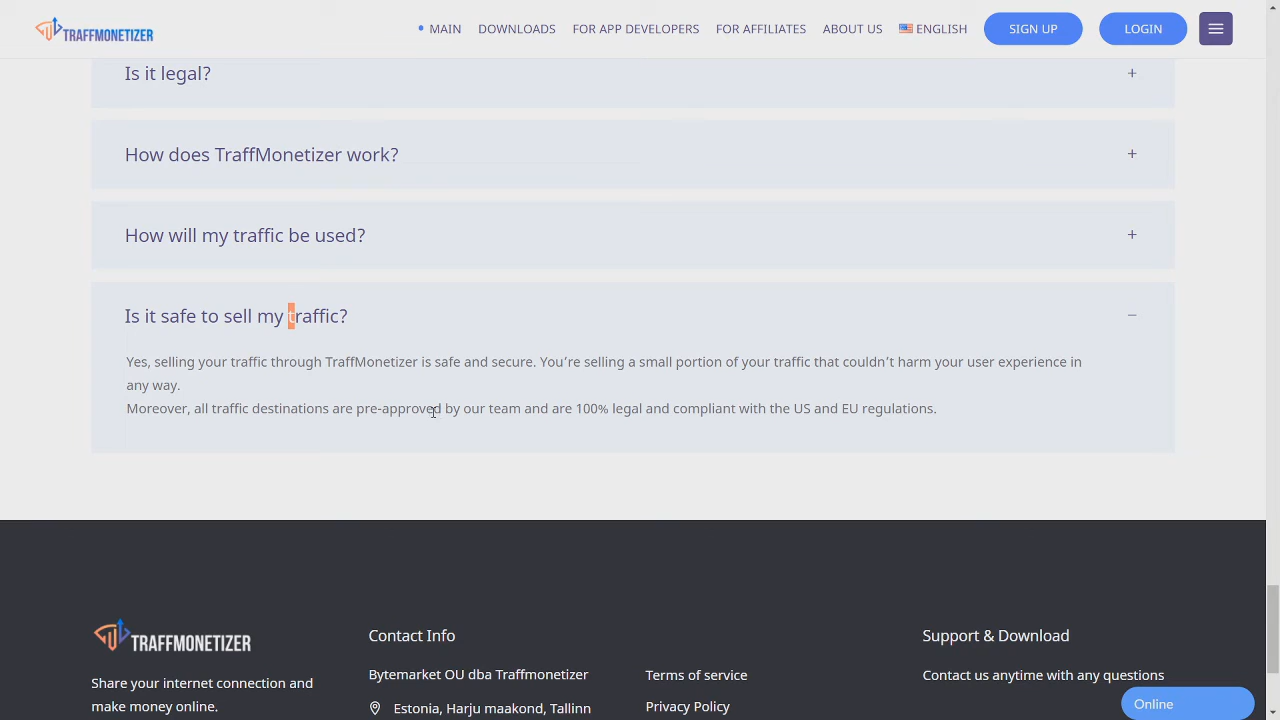 TRAFFMONETIZER
MAIN DOWNLOADS FOR APP DEVELOPERS FOR AFFILIATES ABOUT US ENGLISH SIGN UP LOGIN
Is it legal? +
How does TraffMonetizer work? +
How will my traffic be used? +
Is it safe to sell my traffic? −
Yes, selling your traffic through TraffMonetizer is safe and secure. You're selling a small portion of your traffic that couldn't harm your user experience in
any way.
Moreover, all traffic destinations are pre-approved by our team and are 100% legal and compliant with the US and EU regulations.
TRAFFMONETIZER
Share your internet connection and
make money online.
Contact Info
Bytemarket OU dba Traffmonetizer
Estonia, Harju maakond, Tallinn
Terms of service
Privacy Policy
Support & Download
Contact us anytime with any questions
Online